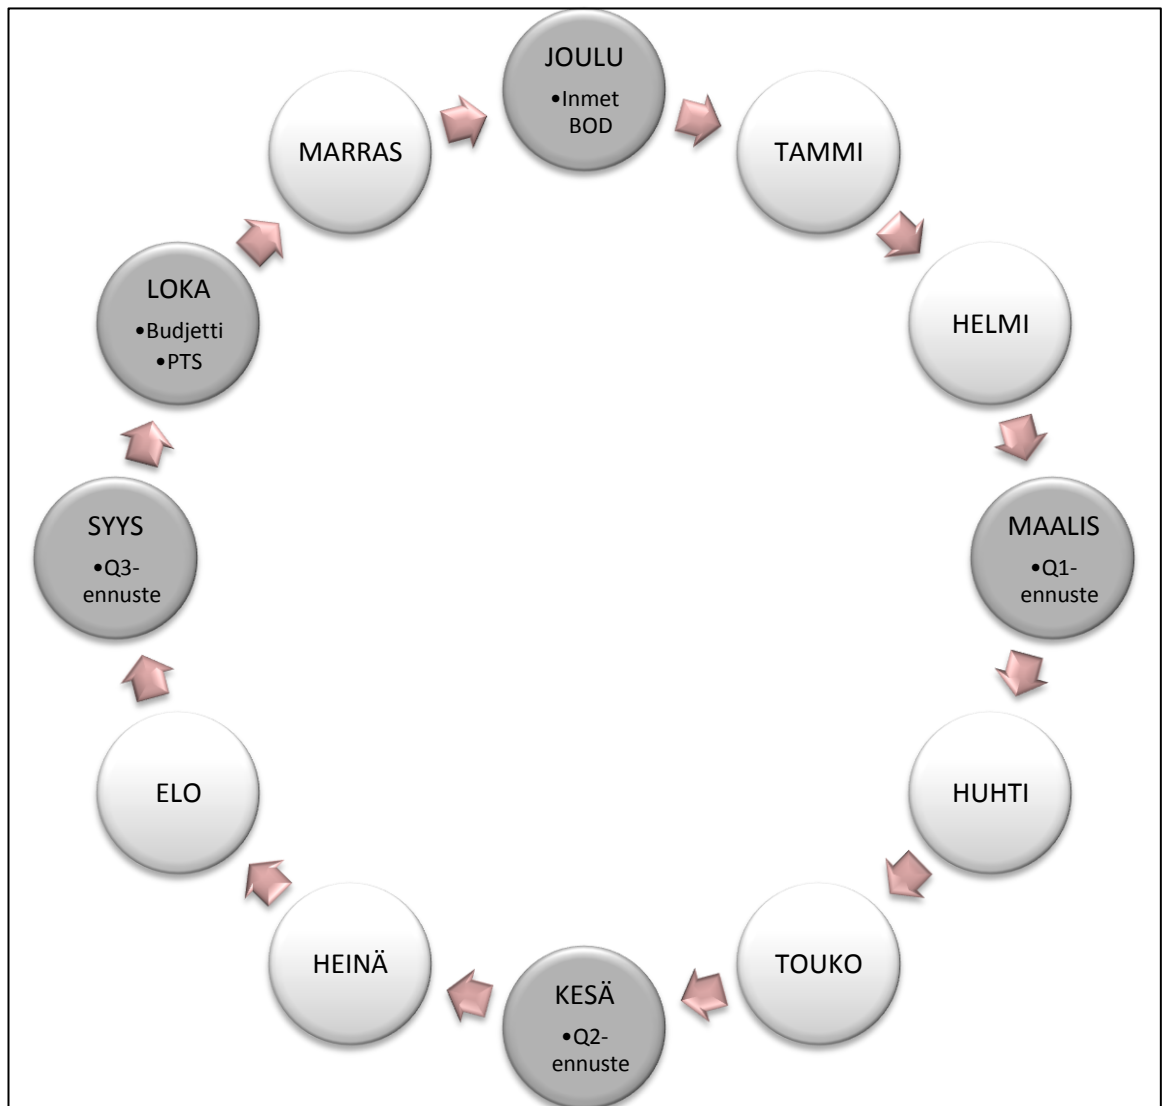 JOULU
•Inmet
BOD
TAMMI
HELMI
MAALIS
•Q1-
ennuste
HUHTI
TOUKO
KESÄ
•Q2-
ennuste
HEINÄ
ELO
SYYS
•Q3-
ennuste
LOKA
•Budjetti
•PTS
MARRAS